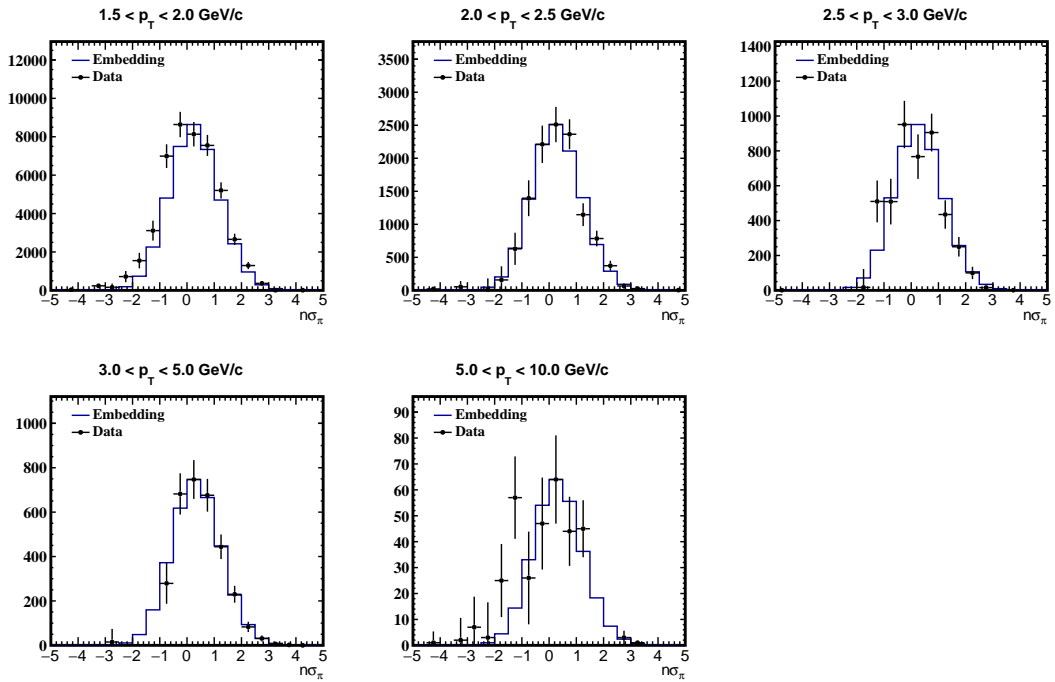 1.5 < p_T < 2.0 GeV/c
12000
10000
8000
6000
4000
2000
0
Embedding
Data
−5 −4 −3 −2 −1 0 1 2 3 4 5
nσ_π
2.0 < p_T < 2.5 GeV/c
3500
3000
2500
2000
1500
1000
500
0
Embedding
Data
−5 −4 −3 −2 −1 0 1 2 3 4 5
nσ_π
2.5 < p_T < 3.0 GeV/c
1400
1200
1000
800
600
400
200
0
Embedding
Data
−5 −4 −3 −2 −1 0 1 2 3 4 5
nσ_π
3.0 < p_T < 5.0 GeV/c
1000
800
600
400
200
0
Embedding
Data
−5 −4 −3 −2 −1 0 1 2 3 4 5
nσ_π
5.0 < p_T < 10.0 GeV/c
90
80
70
60
50
40
30
20
10
0
Embedding
Data
−5 −4 −3 −2 −1 0 1 2 3 4 5
nσ_π